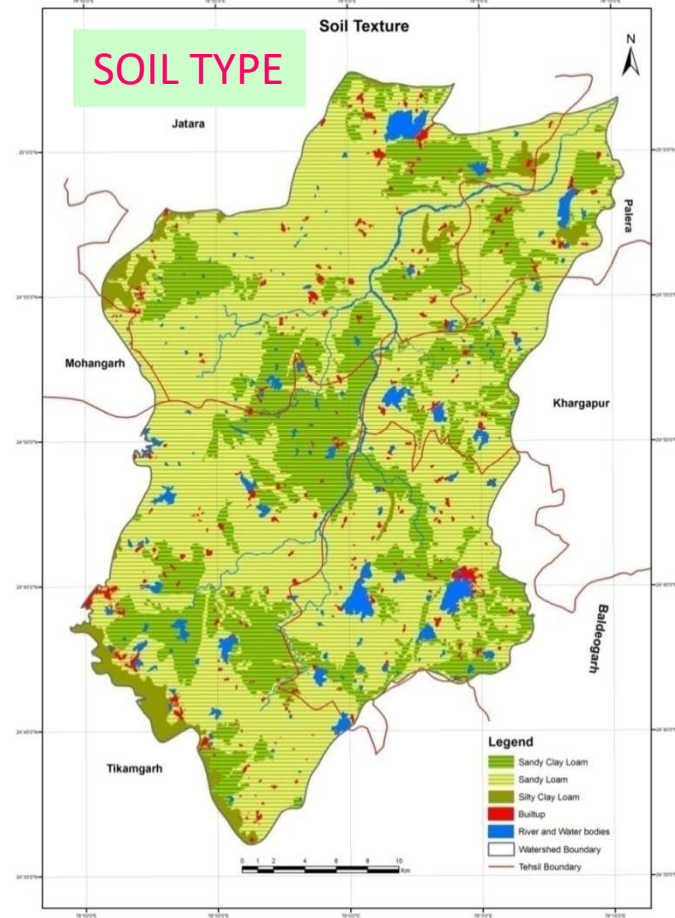 Soil Texture
SOIL TYPE
N
Jatara
Palera
Mohangarh
Khargapur
Baldeogarh
Tikamgarh
Legend
Sandy Clay Loam
Sandy Loam
Silty Clay Loam
Builtup
River and Water bodies
Watershed Boundary
Tehsil Boundary
0 1 2 4 6 8 10
Km